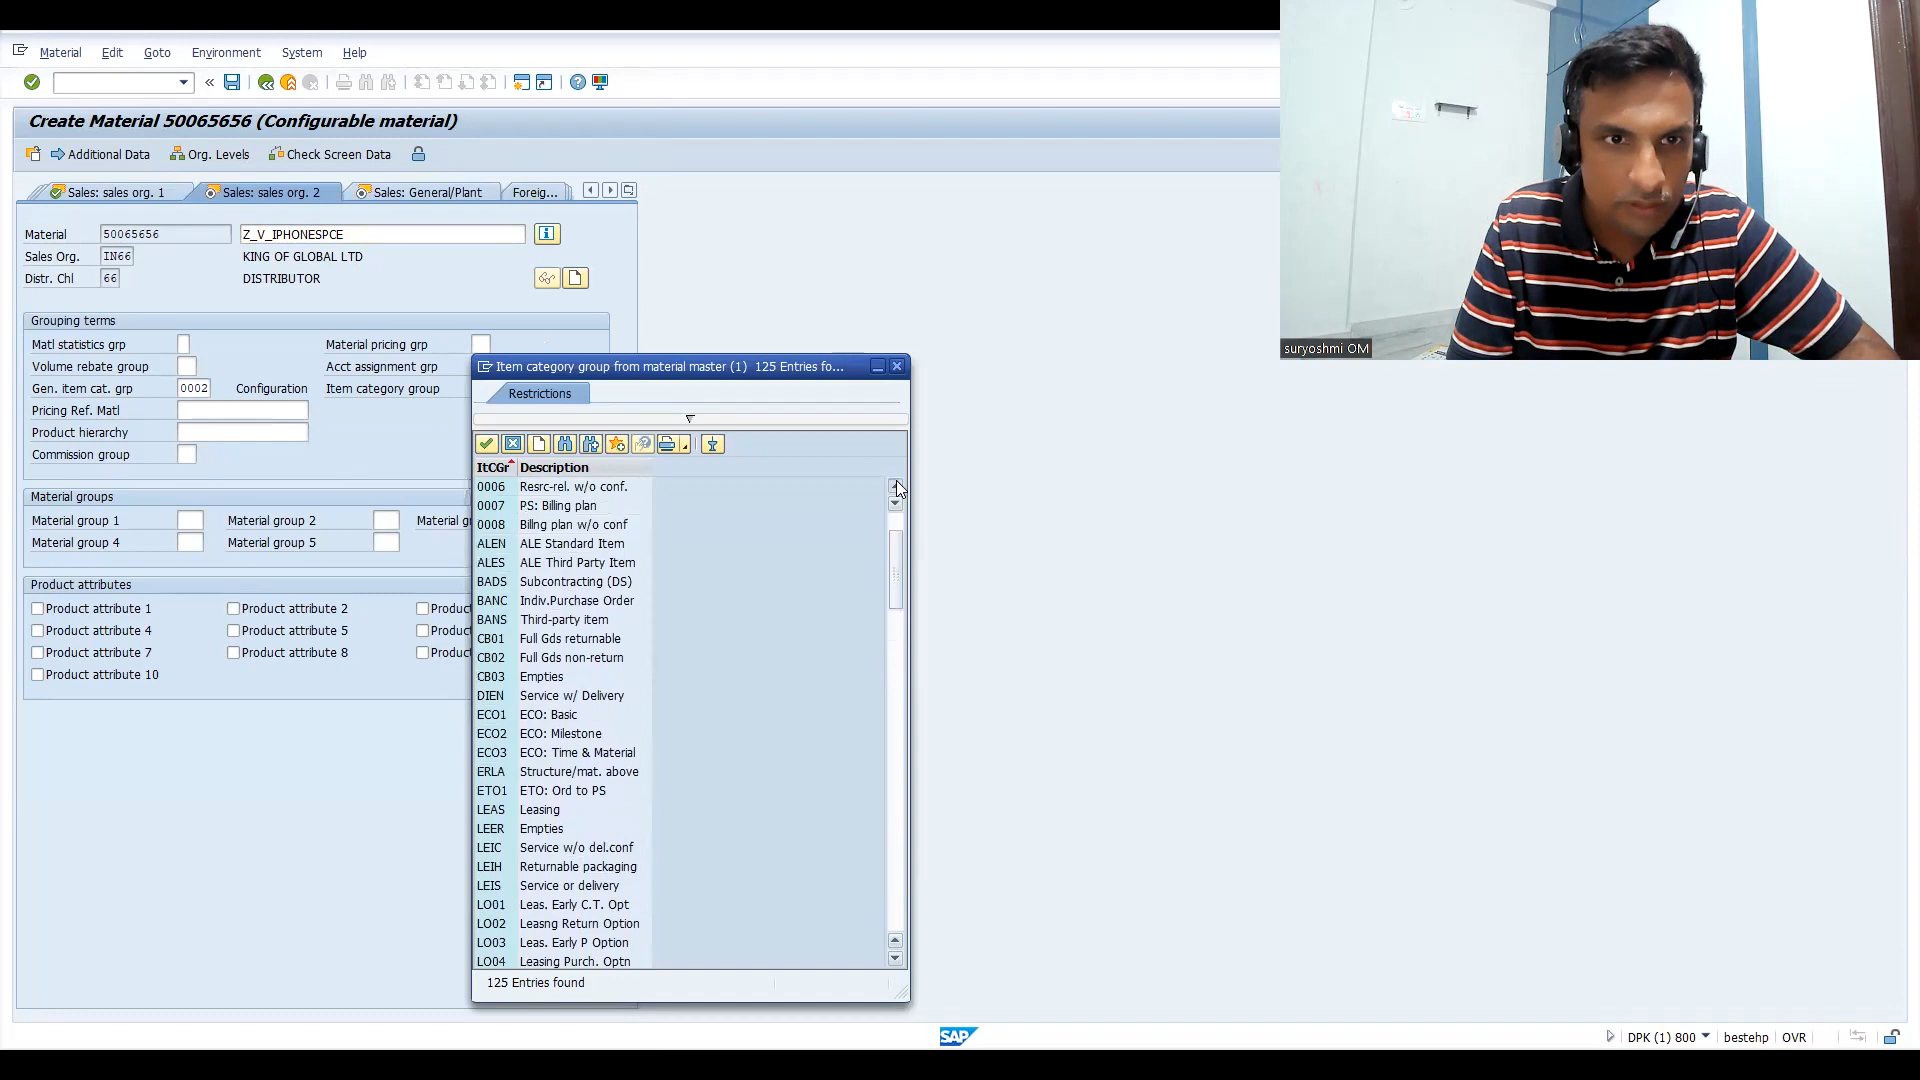 Material Edit Goto Environment System Help
Create Material 50065656 (Configurable material)
Additional Data Org. Levels Check Screen Data
Sales: sales org. 1 Sales: sales org. 2 Sales: General/Plant Foreig...
Material 50065656 Z_V_IPHONESPCE
Sales Org. IN66 KING OF GLOBAL LTD
Distr. Chl 66 DISTRIBUTOR
Grouping terms
Matl statistics grp Material pricing grp
Volume rebate group Acct assignment grp
Gen. item cat. grp 0002 Configuration Item category group
Pricing Ref. Matl
Product hierarchy
Commission group
Material groups
Material group 1 Material group 2 Material g
Material group 4 Material group 5
Product attributes
Product attribute 1 Product attribute 2 Produc
Product attribute 4 Product attribute 5 Produc
Product attribute 7 Product attribute 8 Produc
Product attribute 10
Item category group from material master (1) 125 Entries fo...
Restrictions
ItCGr Description
0006 Resrc-rel. w/o conf.
0007 PS: Billing plan
0008 Billng plan w/o conf
ALEN ALE Standard Item
ALES ALE Third Party Item
BADS Subcontracting (DS)
BANC Indiv.Purchase Order
BANS Third-party item
CB01 Full Gds returnable
CB02 Full Gds non-return
CB03 Empties
DIEN Service w/ Delivery
ECO1 ECO: Basic
ECO2 ECO: Milestone
ECO3 ECO: Time & Material
ERLA Structure/mat. above
ETO1 ETO: Ord to PS
LEAS Leasing
LEER Empties
LEIC Service w/o del.conf
LEIH Returnable packaging
LEIS Service or delivery
LO01 Leas. Early C.T. Opt
LO02 Leasng Return Option
LO03 Leas. Early P Option
LO04 Leasing Purch. Optn
125 Entries found
suryoshmi OM
SAP
DPK (1) 800 bestehp OVR